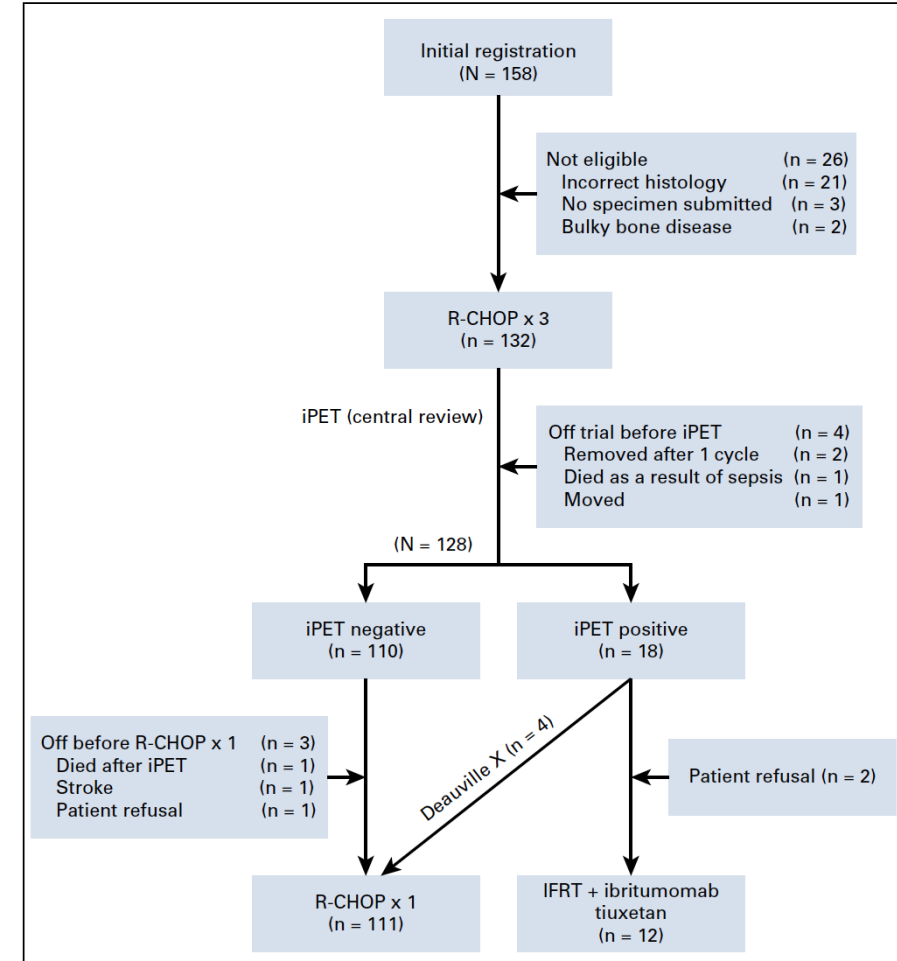 Initial registration
(N = 158)
Not eligible (n = 26)
Incorrect histology (n = 21)
No specimen submitted (n = 3)
Bulky bone disease (n = 2)
R-CHOP x 3
(n = 132)
iPET (central review)
Off trial before iPET (n = 4)
Removed after 1 cycle (n = 2)
Died as a result of sepsis (n = 1)
Moved (n = 1)
(N = 128)
iPET negative
(n = 110)
iPET positive
(n = 18)
Off before R-CHOP x 1 (n = 3)
Died after iPET (n = 1)
Stroke (n = 1)
Patient refusal (n = 1)
Deauville X (n = 4)
Patient refusal (n = 2)
R-CHOP x 1
(n = 111)
IFRT + ibritumomab
tiuxetan
(n = 12)